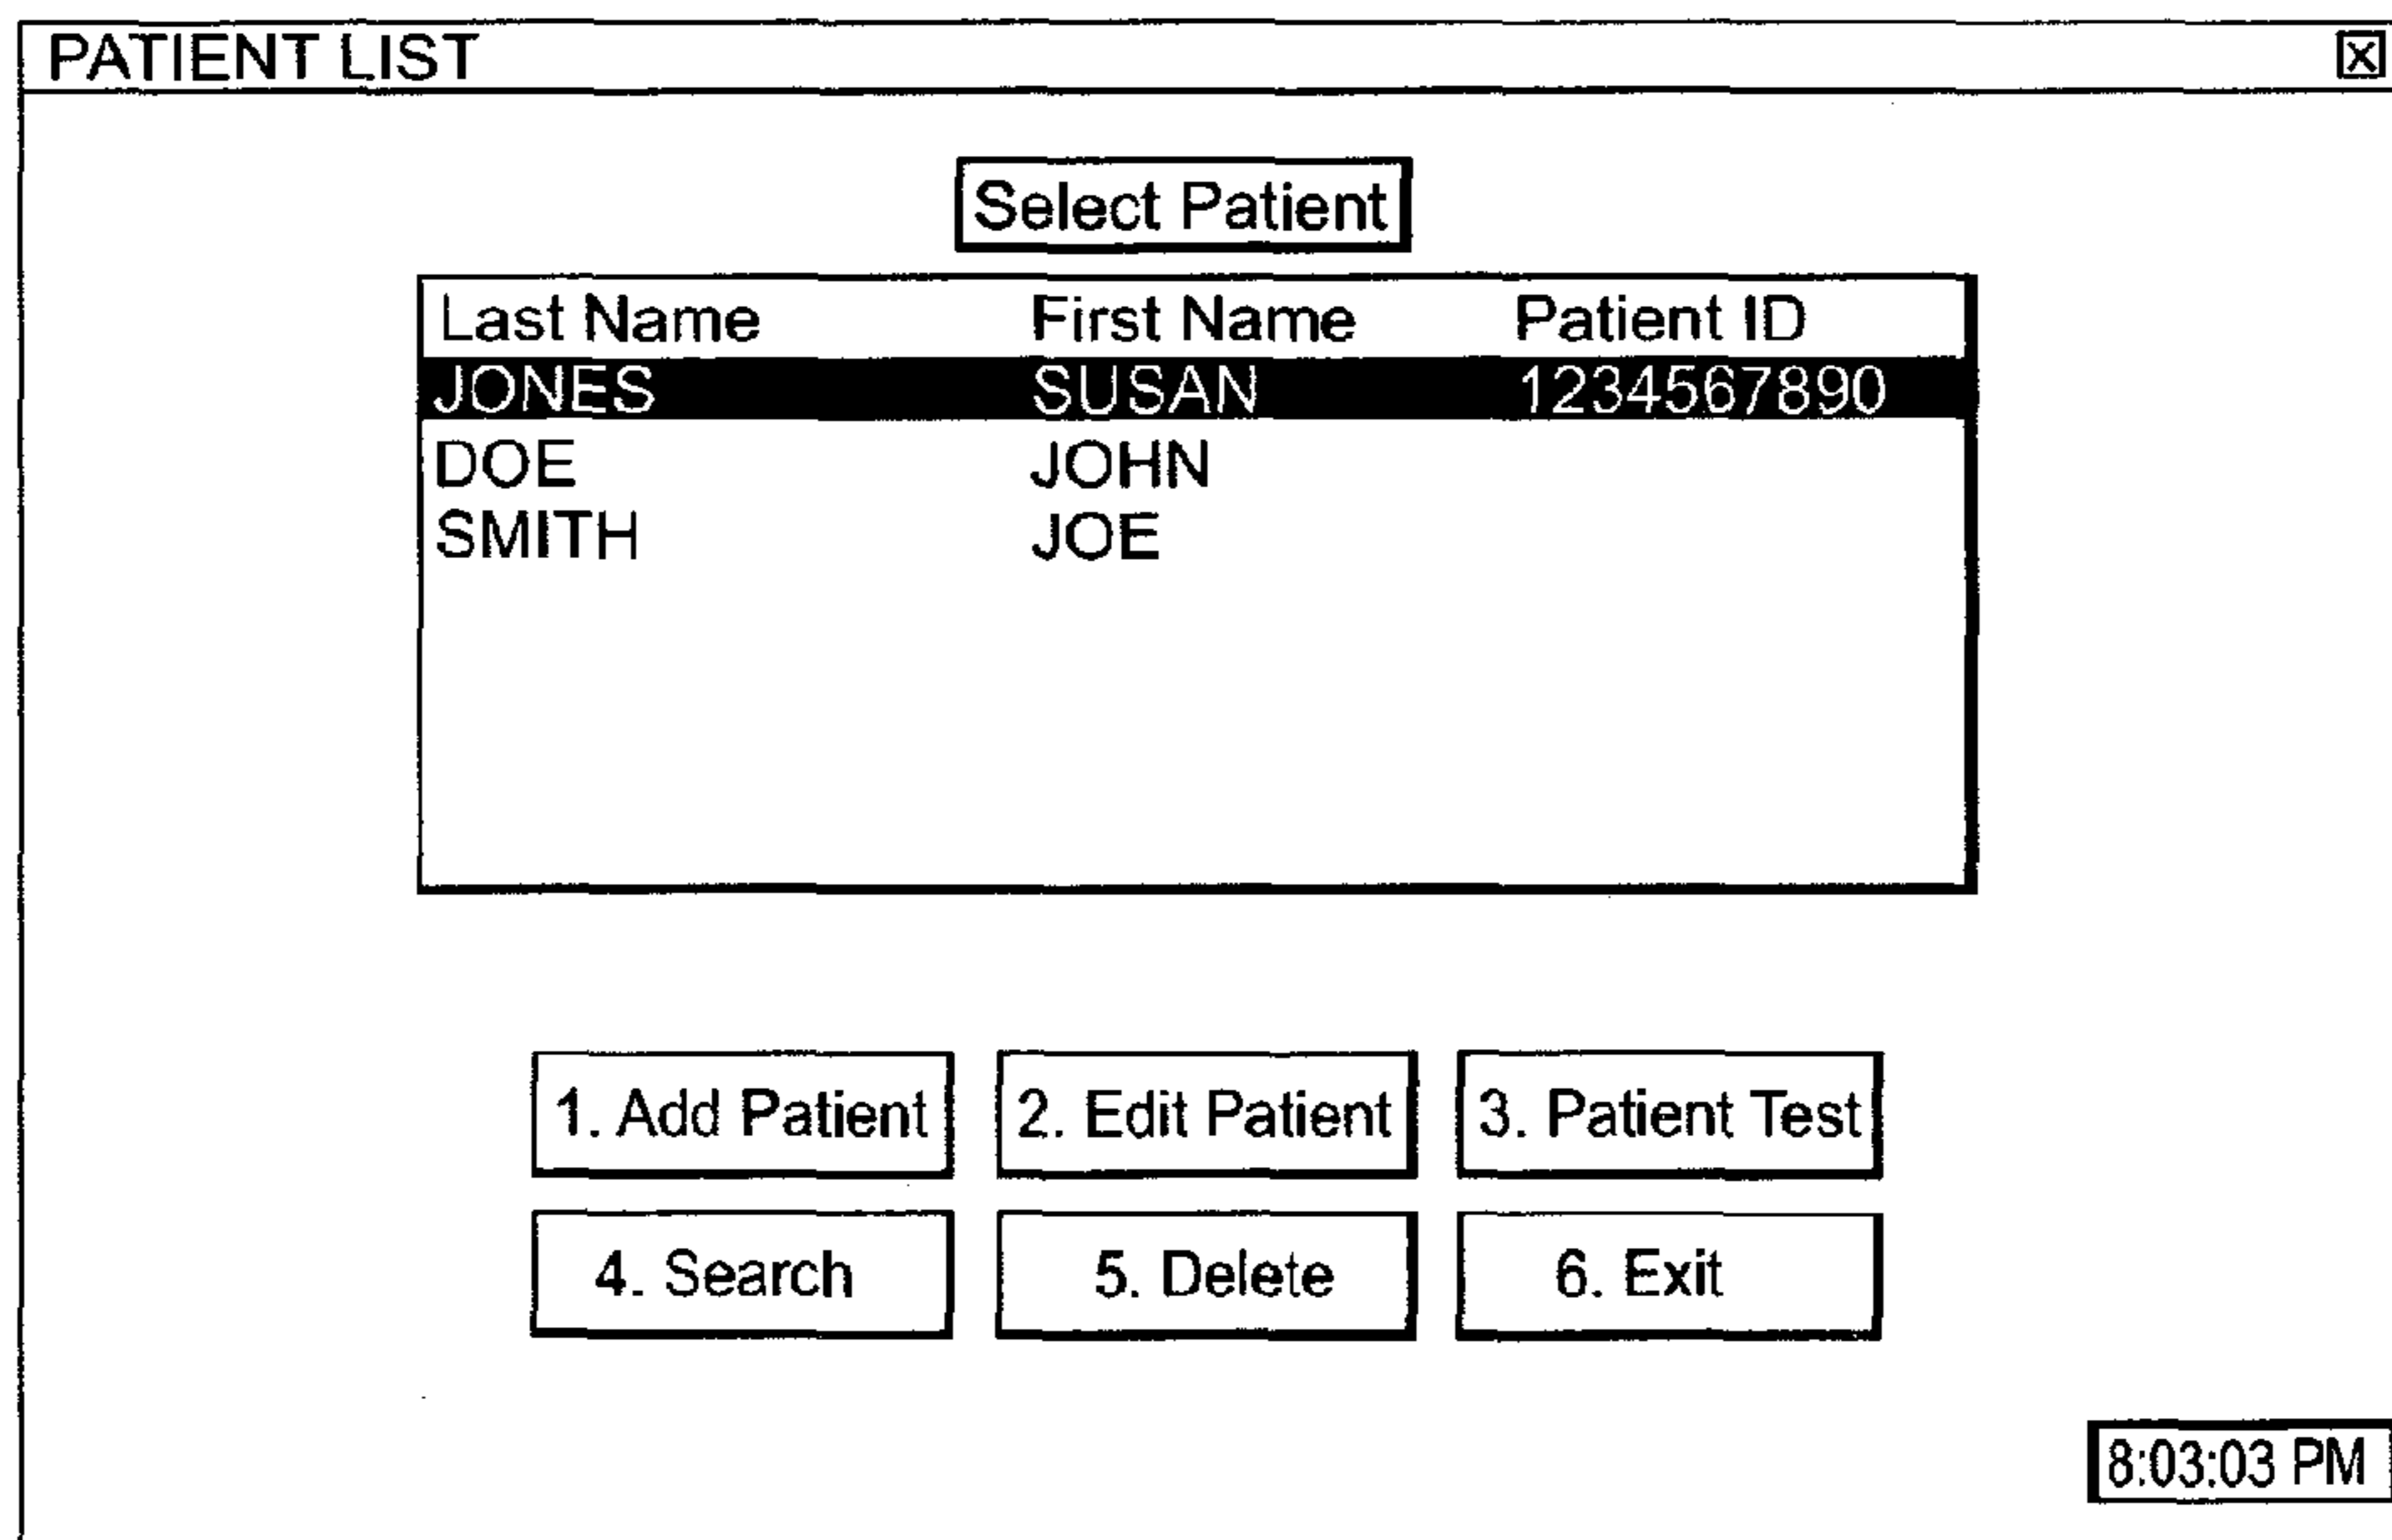 PATIENT LIST
Select Patient
Last Name First Name Patient ID
JONES SUSAN 1234567890
DOE JOHN
SMITH JOE
1. Add Patient 2. Edit Patient 3. Patient Test
4. Search 5. Delete 6. Exit
8:03:03 PM